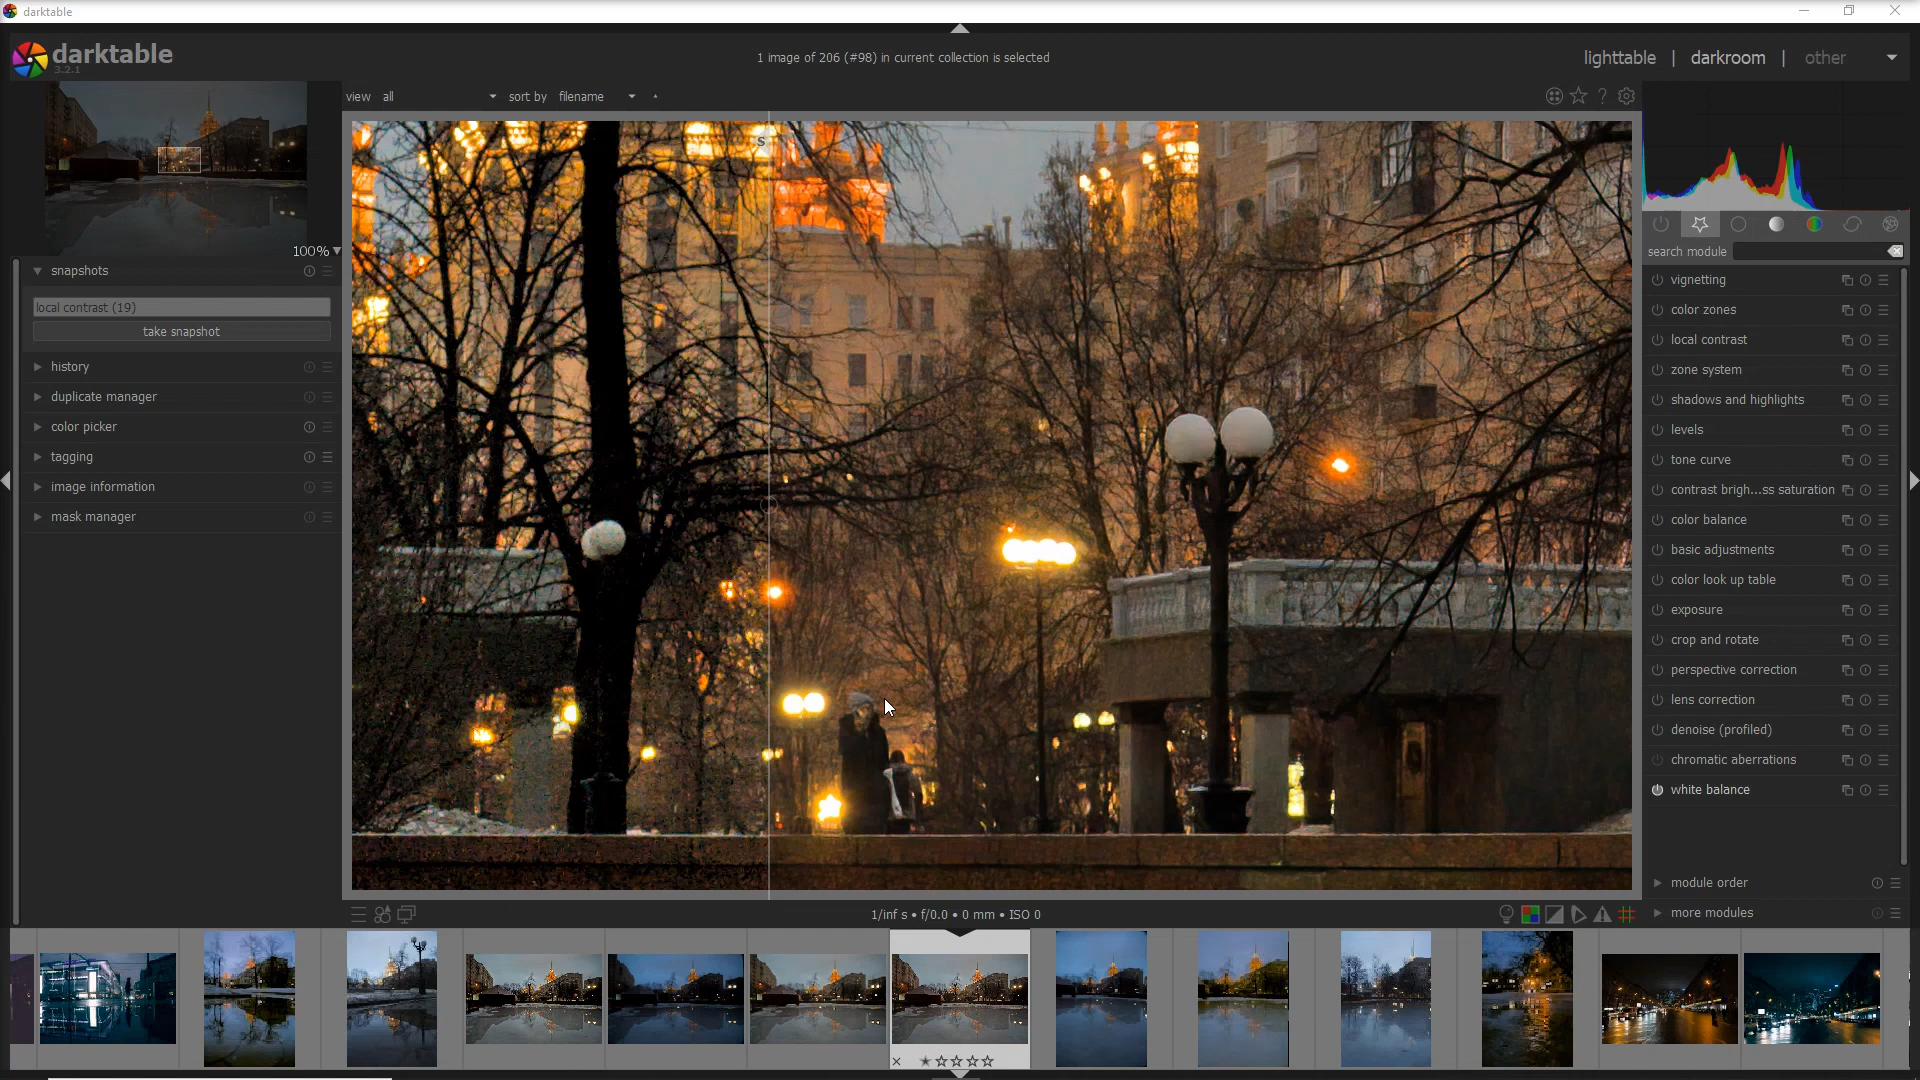 darktable
darktable
3.2.1
1 image of 206 (#98) in current collection is selected
lighttable | darkroom | other
view all sort by filename
S
100%
snapshots
local contrast (19)
take snapshot
history
duplicate manager
color picker
tagging
image information
mask manager
search module
vignetting
color zones
local contrast
zone system
shadows and highlights
levels
tone curve
contrast brigh...ss saturation
color balance
basic adjustments
color look up table
exposure
crop and rotate
perspective correction
lens correction
denoise (profiled)
chromatic aberrations
white balance
module order
more modules
1/inf s • f/0.0 • 0 mm • ISO 0